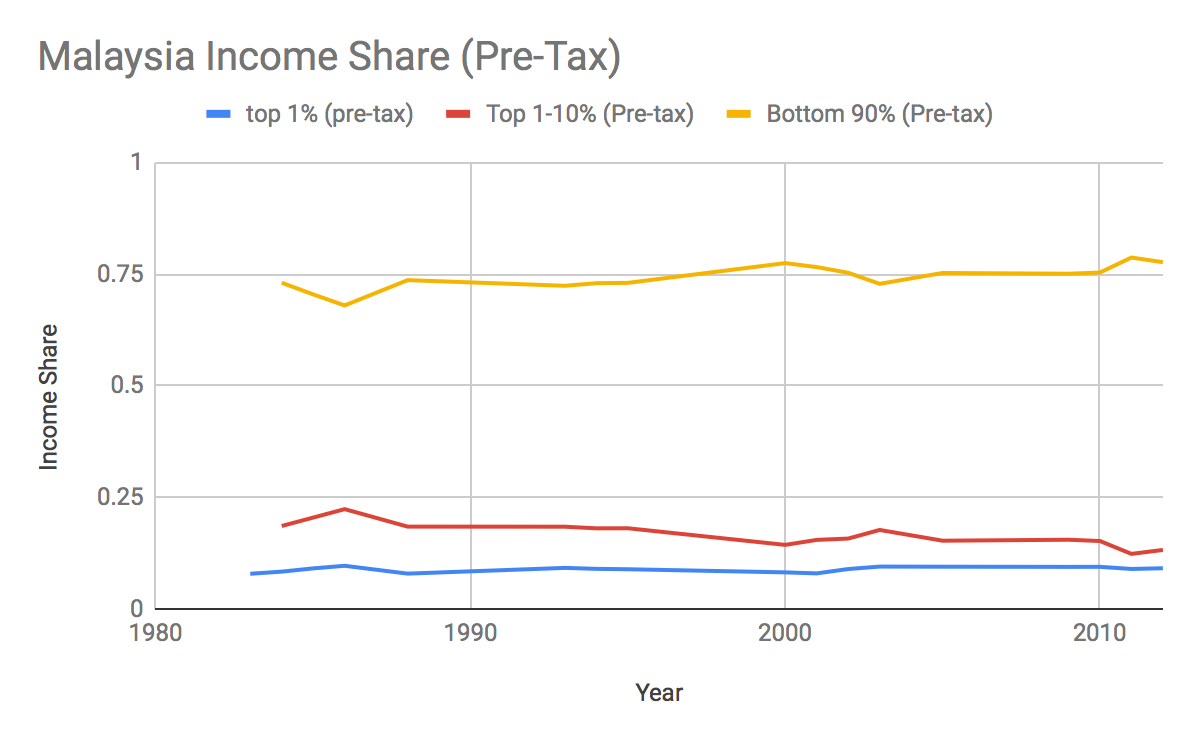 Malaysia Income Share (Pre-Tax)
top 1% (pre-tax) Top 1-10% (Pre-tax) Bottom 90% (Pre-tax)
1
0.75
0.5
0.25
0
Income Share
1980 1990 2000 2010
Year